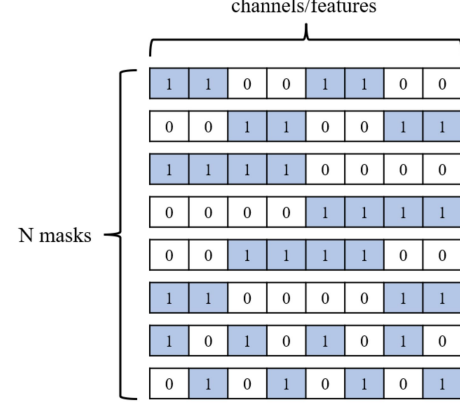 channels/features
1 1 0 0 1 1 0 0
0 0 1 1 0 0 1 1
1 1 1 1 0 0 0 0
0 0 0 0 1 1 1 1
N masks
0 0 1 1 1 1 0 0
1 1 0 0 0 0 1 1
1 0 1 0 1 0 1 0
0 1 0 1 0 1 0 1